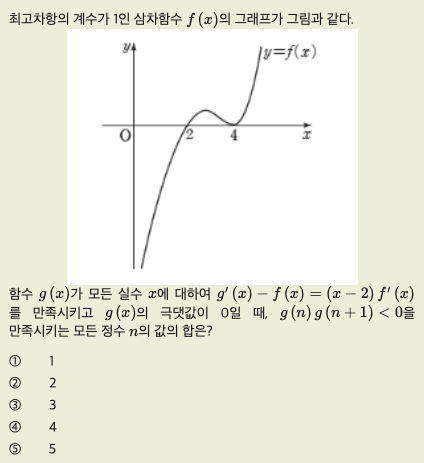 최고차항의 계수가 1인 삼차함수 f (x)의 그래프가 그림과 같다.
y
y=f(x)
O 2 4 x
함수 g (x)가 모든 실수 x에 대하여 g′ (x) − f (x) = (x − 2) f′ (x)
를 만족시키고 g (x)의 극댓값이 0일 때, g (n) g (n + 1) < 0을
만족시키는 모든 정수 n의 값의 합은?
① 1
② 2
③ 3
④ 4
⑤ 5